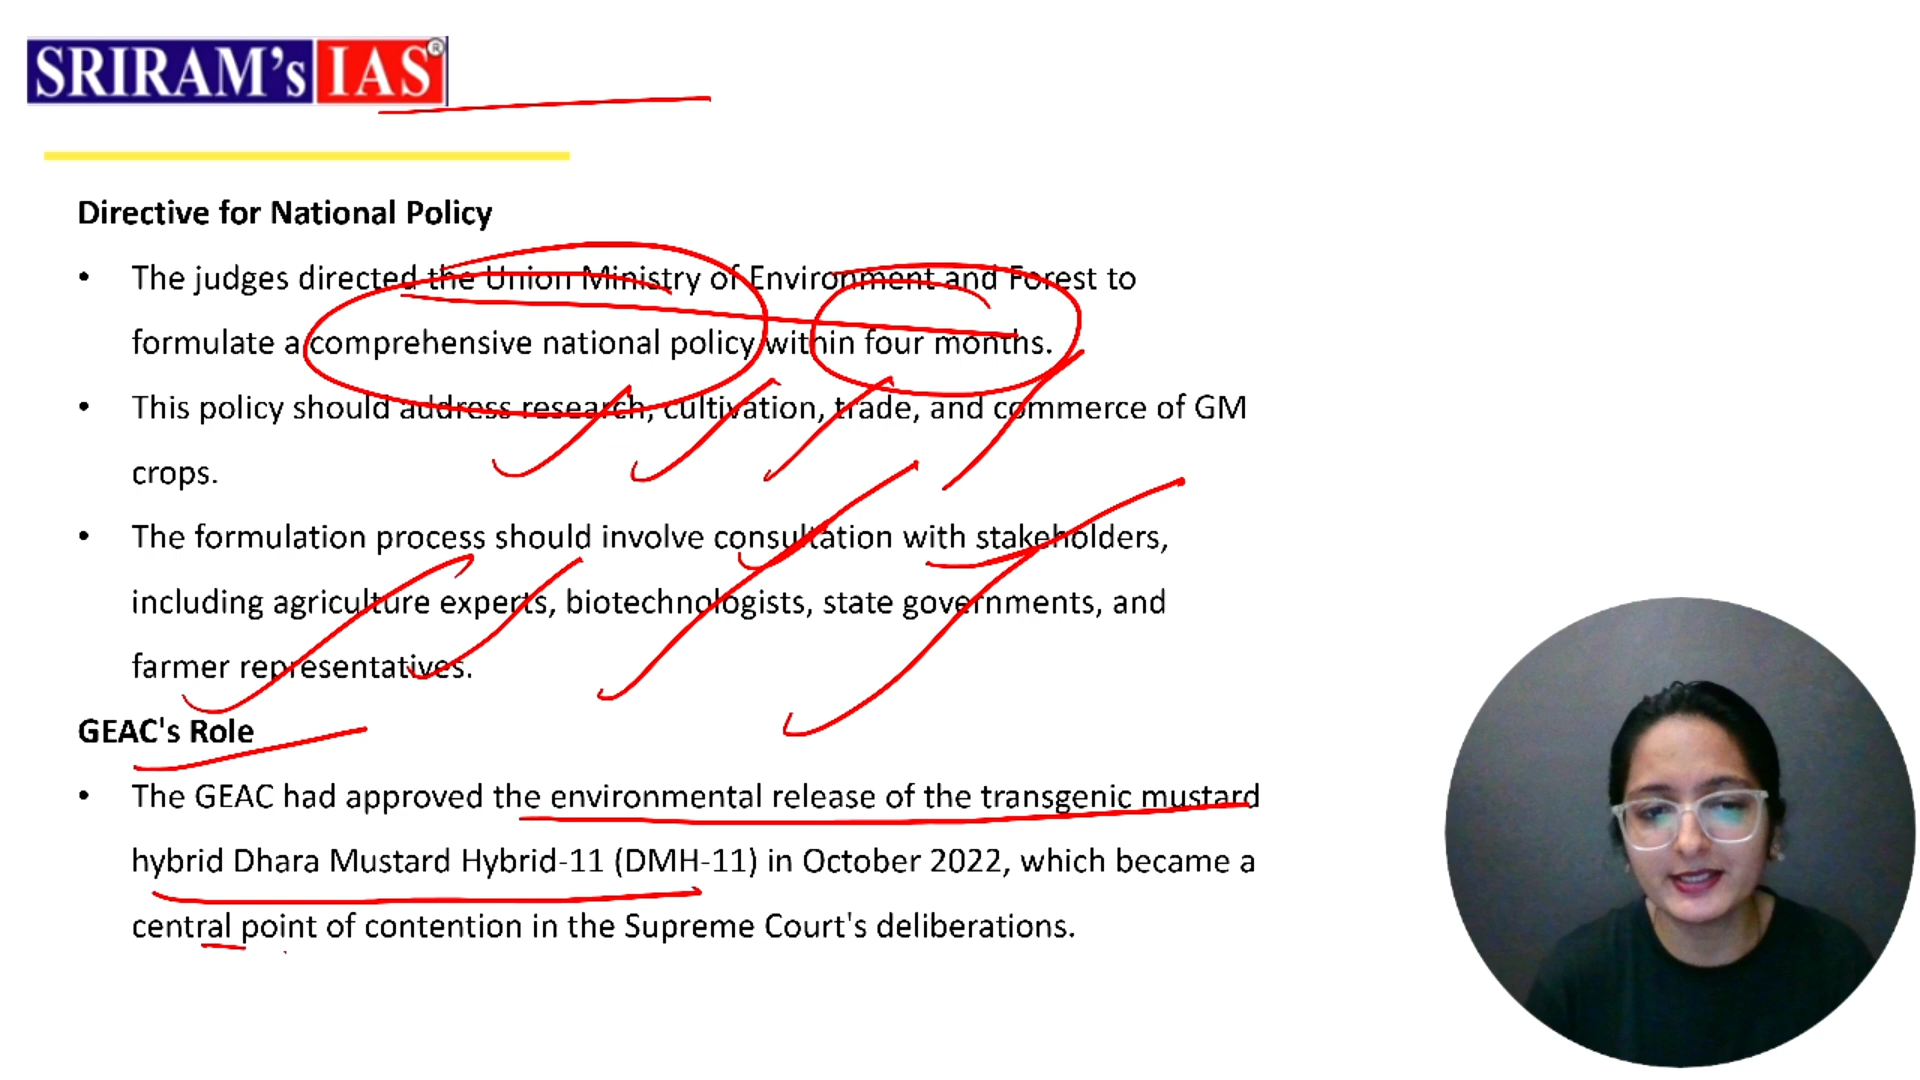 SRIRAM's IAS®
Directive for National Policy
• The judges directed the Union Ministry of Environment and Forest to
formulate a comprehensive national policy within four months.
• This policy should address research, cultivation, trade, and commerce of GM
crops.
• The formulation process should involve consultation with stakeholders,
including agriculture experts, biotechnologists, state governments, and
farmer representatives.
GEAC's Role
• The GEAC had approved the environmental release of the transgenic mustard
hybrid Dhara Mustard Hybrid-11 (DMH-11) in October 2022, which became a
central point of contention in the Supreme Court's deliberations.